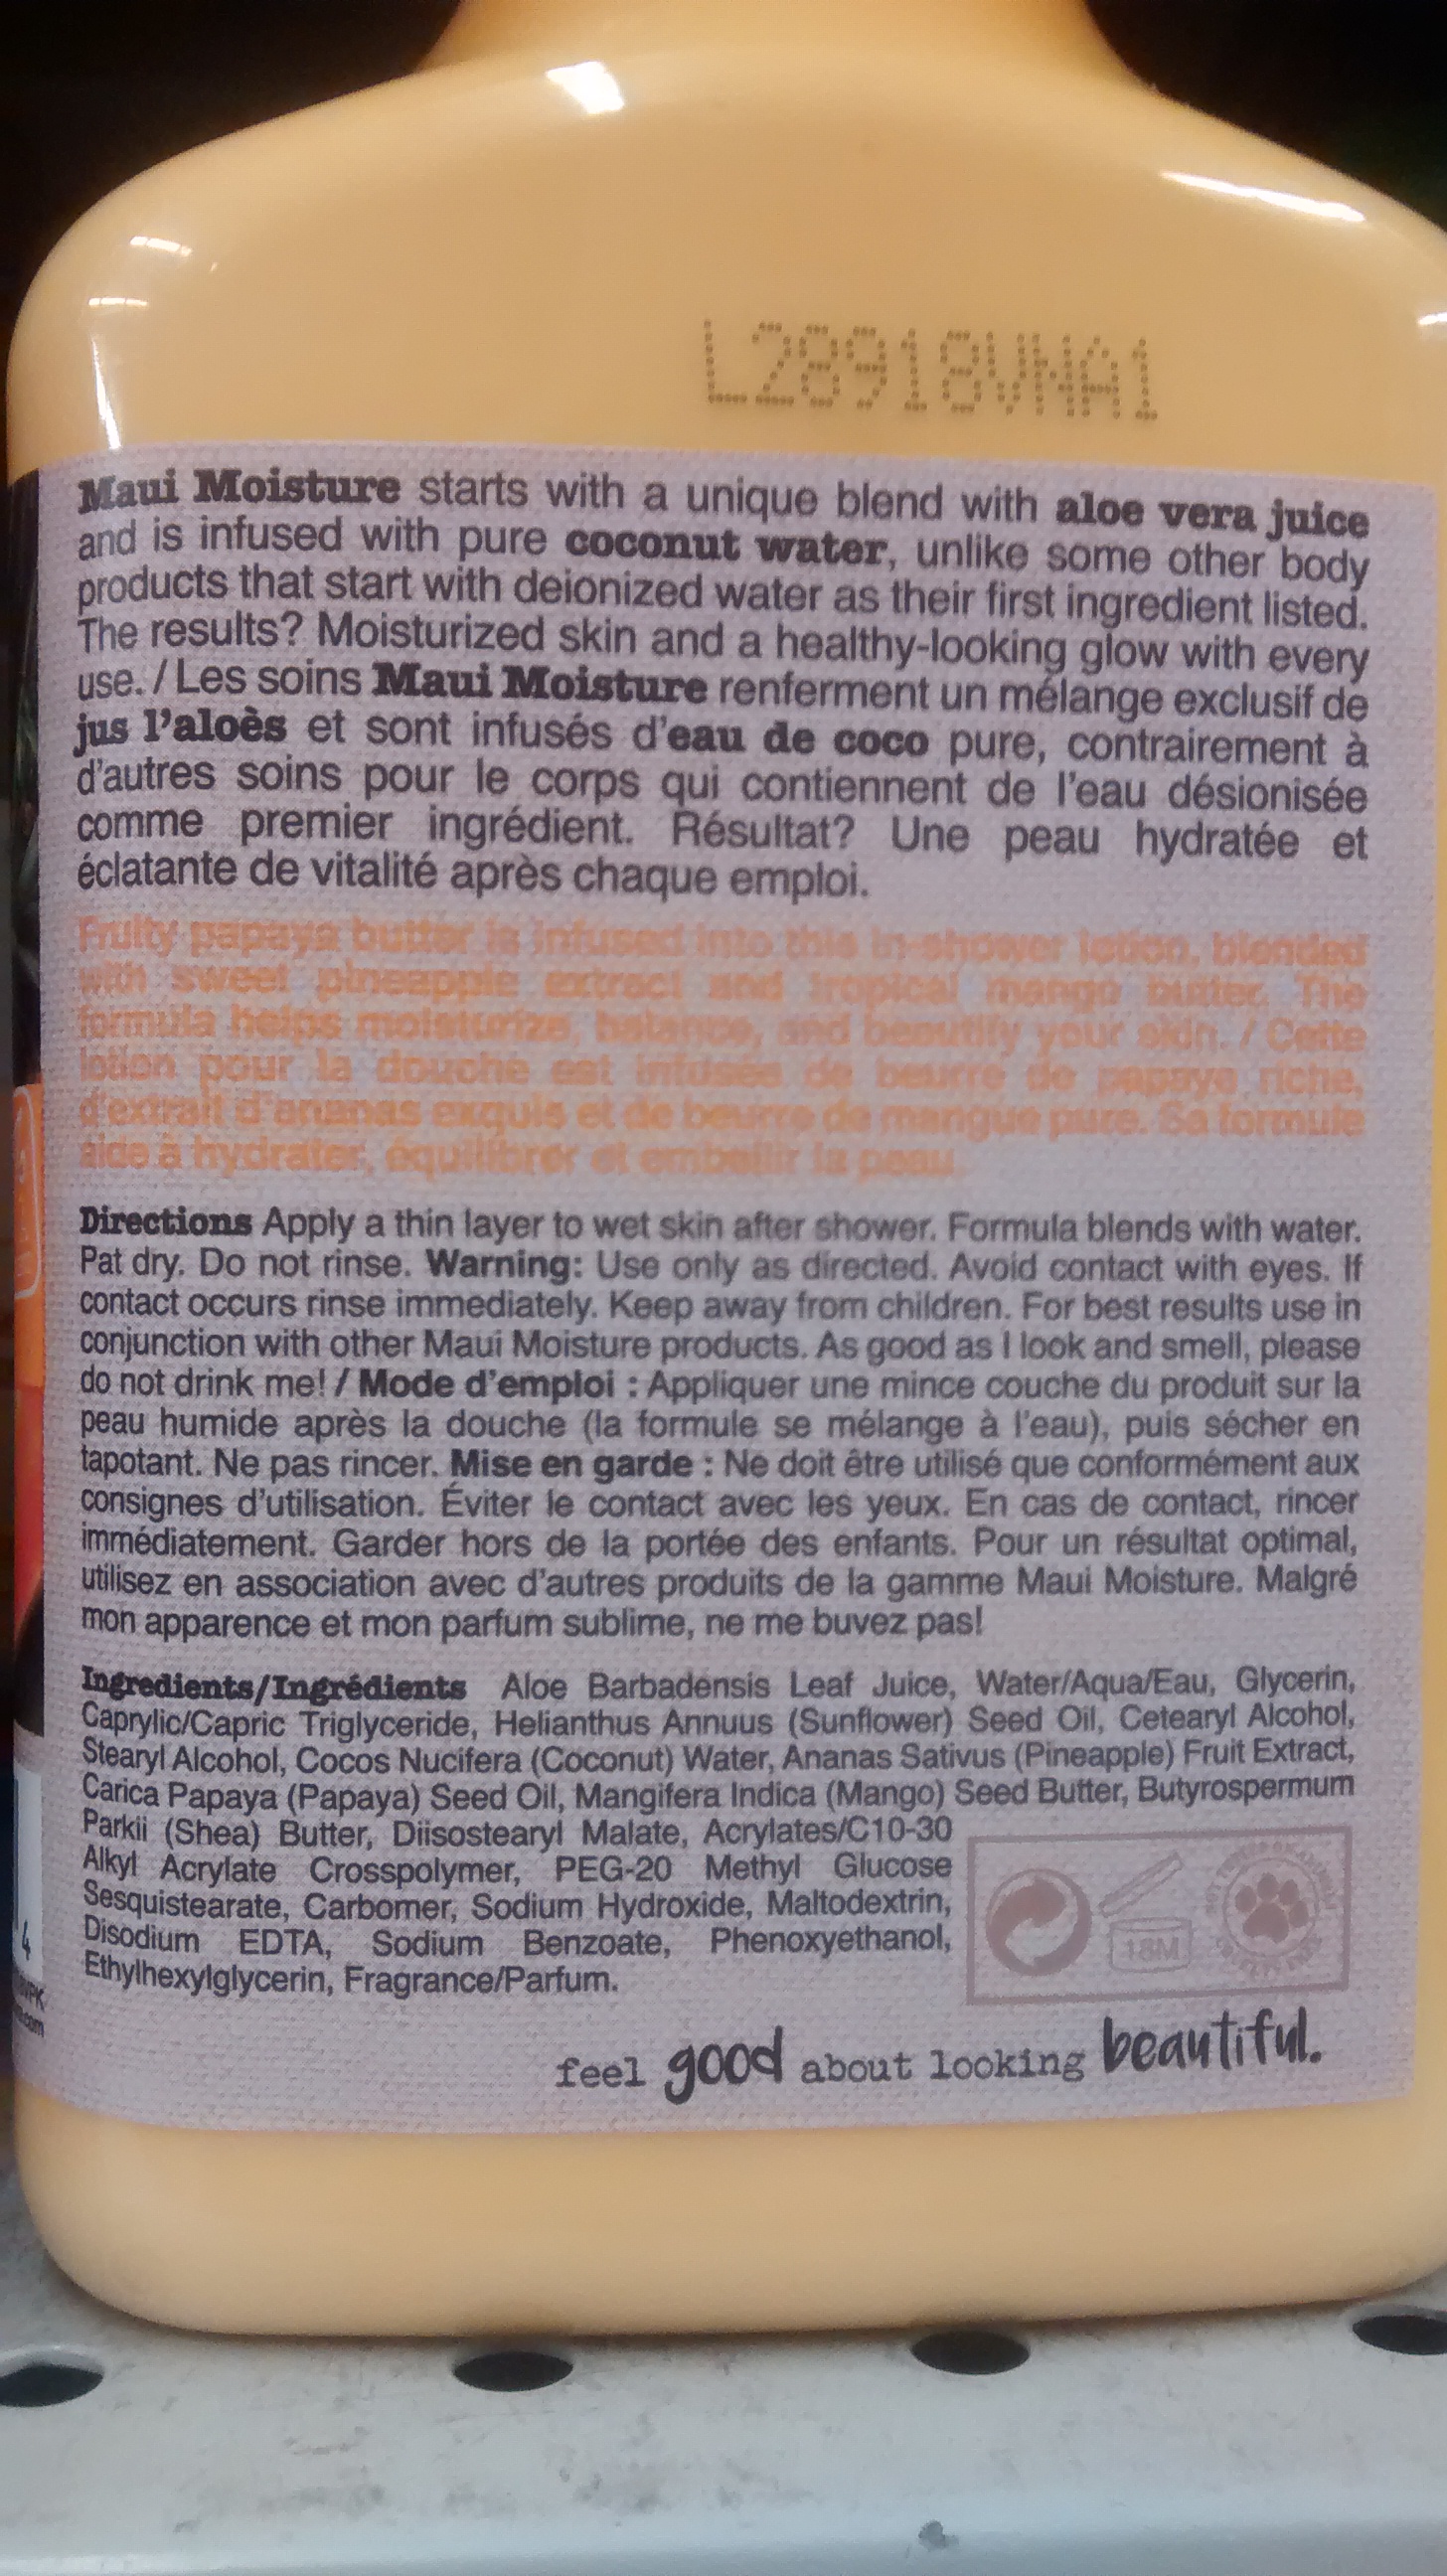 L28918VNA1
Maui Moisture starts with a unique blend with aloe vera juice
and is infused with pure coconut water, unlike some other body
products that start with deionized water as their first ingredient listed.
The results? Moisturized skin and a healthy-looking glow with every
use. / Les soins Maui Moisture renferment un mélange exclusif de
jus l'aloès et sont infusés d'eau de coco pure, contrairement à
d'autres soins pour le corps qui contiennent de l'eau désionisée
comme premier ingrédient. Résultat? Une peau hydratée et
éclatante de vitalité après chaque emploi.
Fruity papaya butter is infused into this in-shower lotion, blended
with sweet pineapple extract and tropical mango butter. The
formula helps moisturize, balance, and beautify your skin. / Cette
lotion pour la douche est infusée de beurre de papaye riche,
d'extrait d'ananas exquis et de beurre de mangue pure. Sa formule
aide à hydrater, équilibrer et embellir la peau.
Directions Apply a thin layer to wet skin after shower. Formula blends with water.
Pat dry. Do not rinse. Warning: Use only as directed. Avoid contact with eyes. If
contact occurs rinse immediately. Keep away from children. For best results use in
conjunction with other Maui Moisture products. As good as I look and smell, please
do not drink me! / Mode d'emploi : Appliquer une mince couche du produit sur la
peau humide après la douche (la formule se mélange à l'eau), puis sécher en
tapotant. Ne pas rincer. Mise en garde : Ne doit être utilisé que conformément aux
consignes d'utilisation. Éviter le contact avec les yeux. En cas de contact, rincer
immédiatement. Garder hors de la portée des enfants. Pour un résultat optimal,
utilisez en association avec d'autres produits de la gamme Maui Moisture. Malgré
mon apparence et mon parfum sublime, ne me buvez pas!
Ingredients/Ingrédients Aloe Barbadensis Leaf Juice, Water/Aqua/Eau, Glycerin,
Caprylic/Capric Triglyceride, Helianthus Annuus (Sunflower) Seed Oil, Cetearyl Alcohol,
Stearyl Alcohol, Cocos Nucifera (Coconut) Water, Ananas Sativus (Pineapple) Fruit Extract,
Carica Papaya (Papaya) Seed Oil, Mangifera Indica (Mango) Seed Butter, Butyrospermum
Parkii (Shea) Butter, Diisostearyl Malate, Acrylates/C10-30
Alkyl Acrylate Crosspolymer, PEG-20 Methyl Glucose
Sesquistearate, Carbomer, Sodium Hydroxide, Maltodextrin,
Disodium EDTA, Sodium Benzoate, Phenoxyethanol,
Ethylhexylglycerin, Fragrance/Parfum.
18M
feel good about looking beautiful.